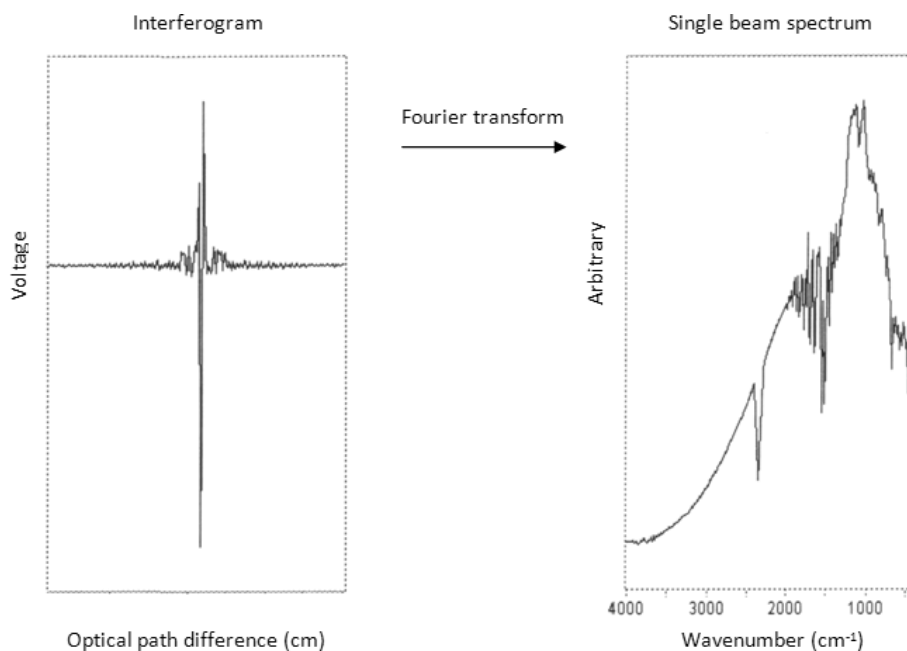 Interferogram
Single beam spectrum
Fourier transform
Voltage
Arbitrary
4000 3000 2000 1000
Optical path difference (cm)
Wavenumber (cm⁻¹)